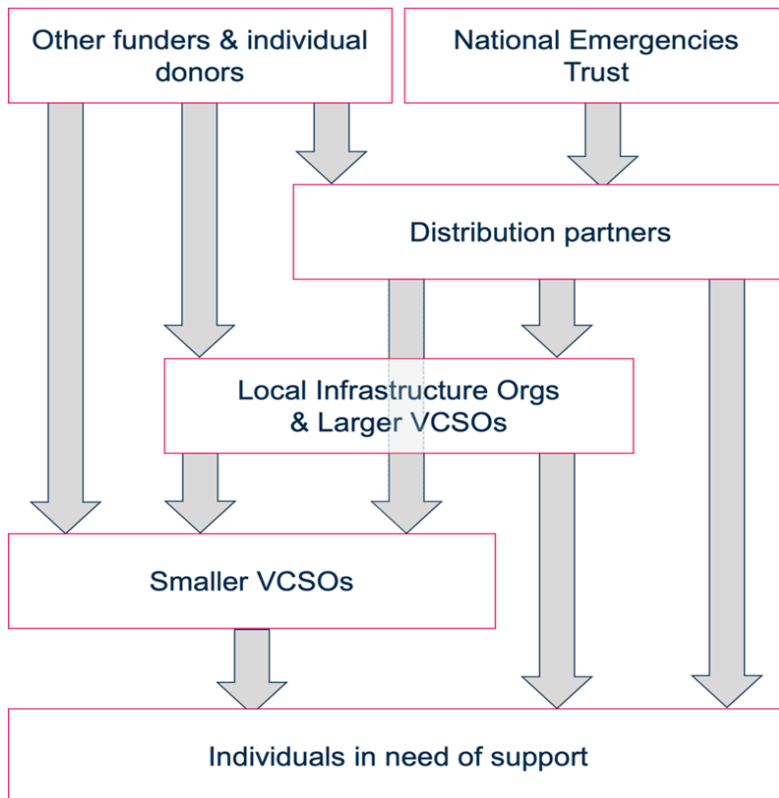 Other funders & individual
donors
National Emergencies
Trust
Distribution partners
Local Infrastructure Orgs
& Larger VCSOs
Smaller VCSOs
Individuals in need of support